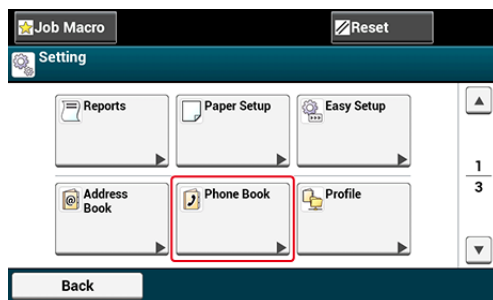 Job Macro
Reset
Setting
Reports
Paper Setup
Easy Setup
1
3
Address
Book
Phone Book
Profile
Back